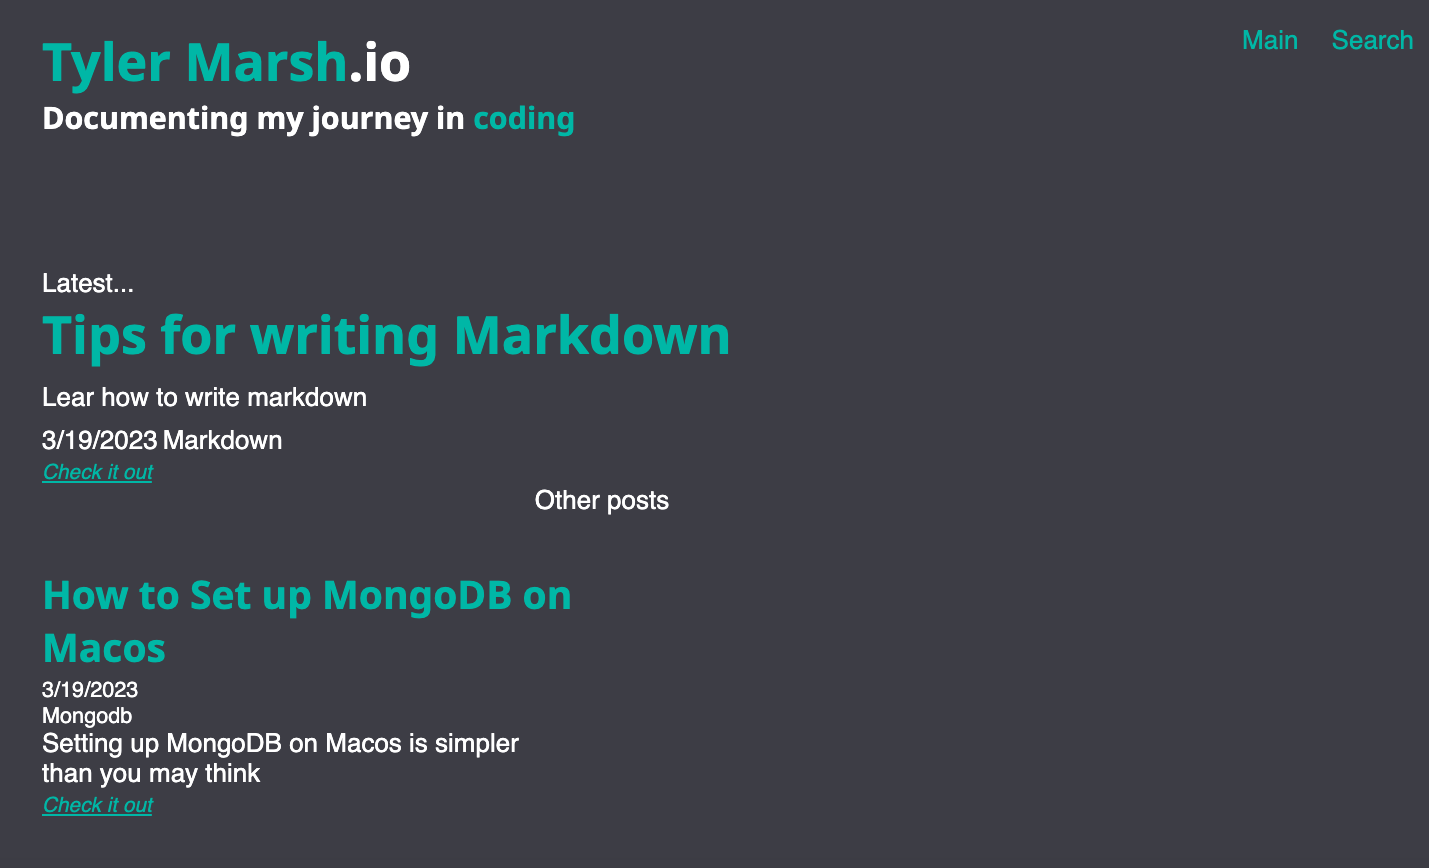 Tyler Marsh.io
Main Search
Documenting my journey in coding
Latest...
Tips for writing Markdown
Lear how to write markdown
3/19/2023 Markdown
Check it out
Other posts
How to Set up MongoDB on
Macos
3/19/2023
Mongodb
Setting up MongoDB on Macos is simpler
than you may think
Check it out